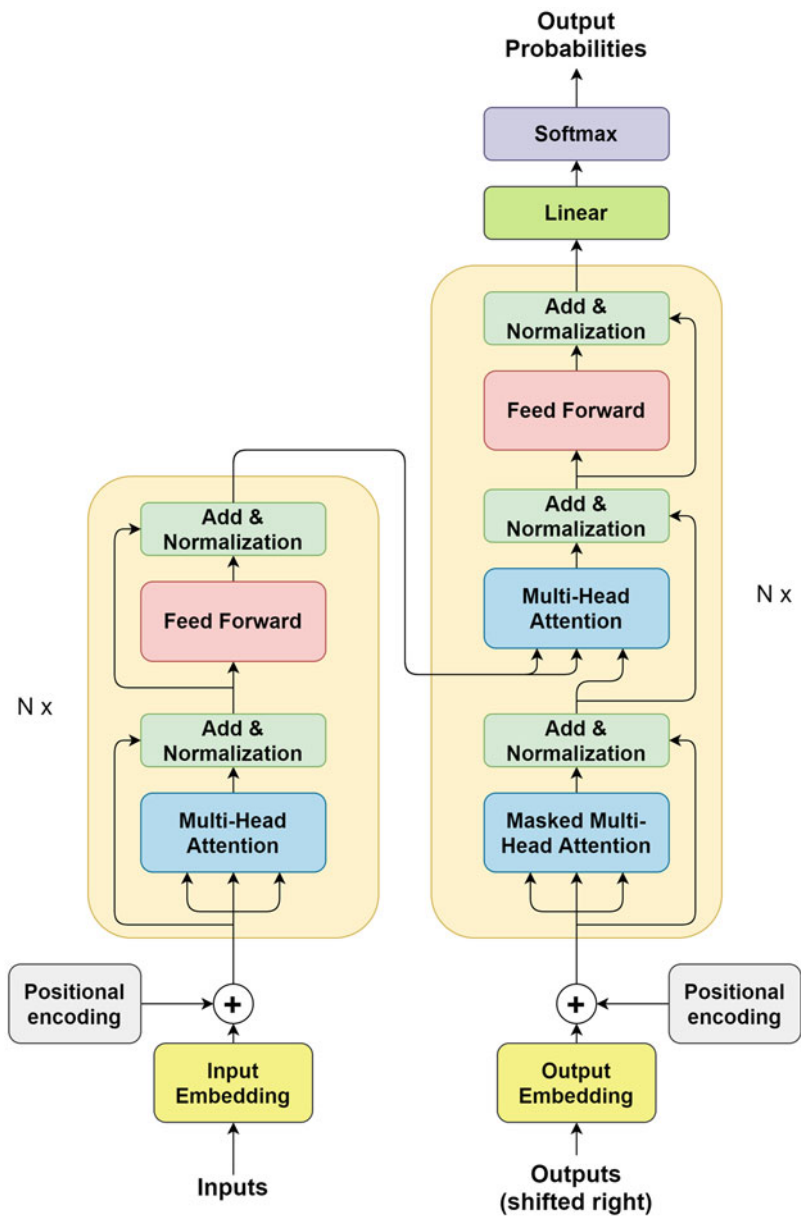 Output
Probabilities
Softmax
Linear
Add &
Normalization
Feed Forward
Add &
Normalization
Multi-Head
Attention
N x
Add &
Normalization
Masked Multi-
Head Attention
Positional
encoding
+
Output
Embedding
Outputs
(shifted right)
Add &
Normalization
Feed Forward
N x
Add &
Normalization
Multi-Head
Attention
Positional
encoding
+
Input
Embedding
Inputs